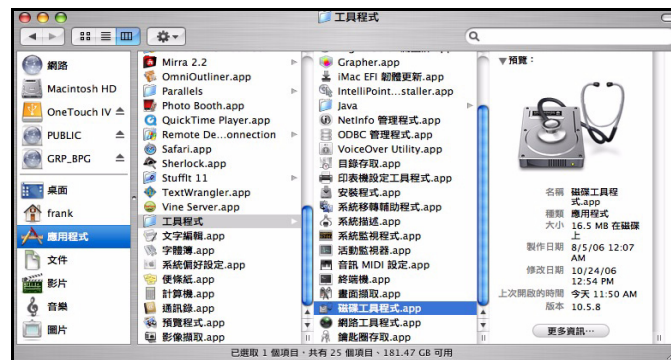 工具程式
網路
Macintosh HD
OneTouch IV
PUBLIC
GRP_BPG
桌面
frank
應用程式
文件
影片
音樂
圖片
Mirra 2.2
OmniOutliner.app
Parallels
Photo Booth.app
QuickTime Player.app
Remote De...onnection
Safari.app
Sherlock.app
StuffIt 11
TextWrangler.app
Vine Server.app
工具程式
文字編輯.app
字體簿.app
系統偏好設定.app
便條紙.app
計算機.app
通訊錄.app
預覽程式.app
影像擷取.app
Grapher.app
iMac EFI 韌體更新.app
IntelliPoint...staller.app
Java
NetInfo 管理程式.app
ODBC 管理程式.app
VoiceOver Utility.app
目錄存取.app
印表機設定工具程式.app
安裝程式.app
系統移轉輔助程式.app
系統描述.app
系統監視程式.app
活動監視器.app
音訊 MIDI 設定.app
終端機.app
畫面擷取.app
磁碟工具程式.app
網路工具程式.app
鑰匙圈存取.app
預覽：
名稱 磁碟工具程
式.app
種類 應用程式
大小 16.5 MB 在磁碟
上
製作日期 8/5/06 12:07
AM
修改日期 10/24/06
12:54 PM
上次開啟的時間 今天 11:50 AM
版本 10.5.8
更多資訊…
已選取 1 個項目，共有 25 個項目，181.47 GB 可用